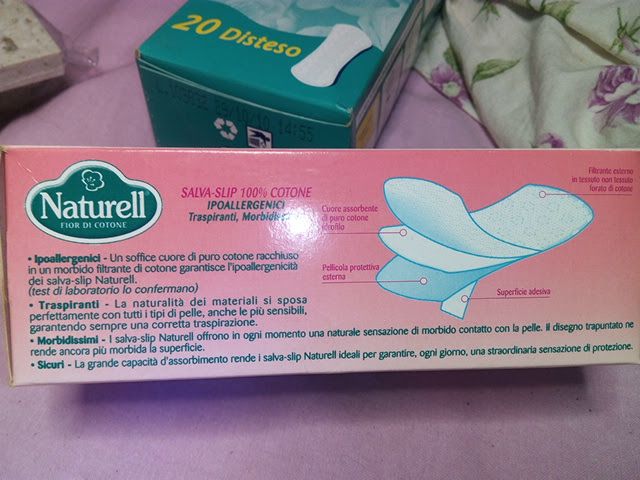 20 Disteso
14:55
Naturell
FIOR DI COTONE
SALVA-SLIP 100% COTONE
IPOALLERGENICI
Traspiranti, Morbidissimi
Cuore assorbente
di puro cotone
idrofilo
Filtrante esterno
in tessuto non tessuto
forato di cotone
Pellicola protettiva
esterna
Superficie adesiva
• Ipoallergenici - Un soffice cuore di puro cotone racchiuso
in un morbido filtrante di cotone garantisce l'ipoallergenicità
dei salva-slip Naturell.
(test di laboratorio lo confermano)
• Traspiranti - La naturalità dei materiali si sposa
perfettamente con tutti i tipi di pelle, anche le più sensibili,
garantendo sempre una corretta traspirazione.
• Morbidissimi - I salva-slip Naturell offrono in ogni momento una naturale sensazione di morbido contatto con la pelle. Il disegno trapuntato ne
rende ancora più morbida la superficie.
• Sicuri - La grande capacità d'assorbimento rende i salva-slip Naturell ideali per garantire, ogni giorno, una straordinaria sensazione di protezione.